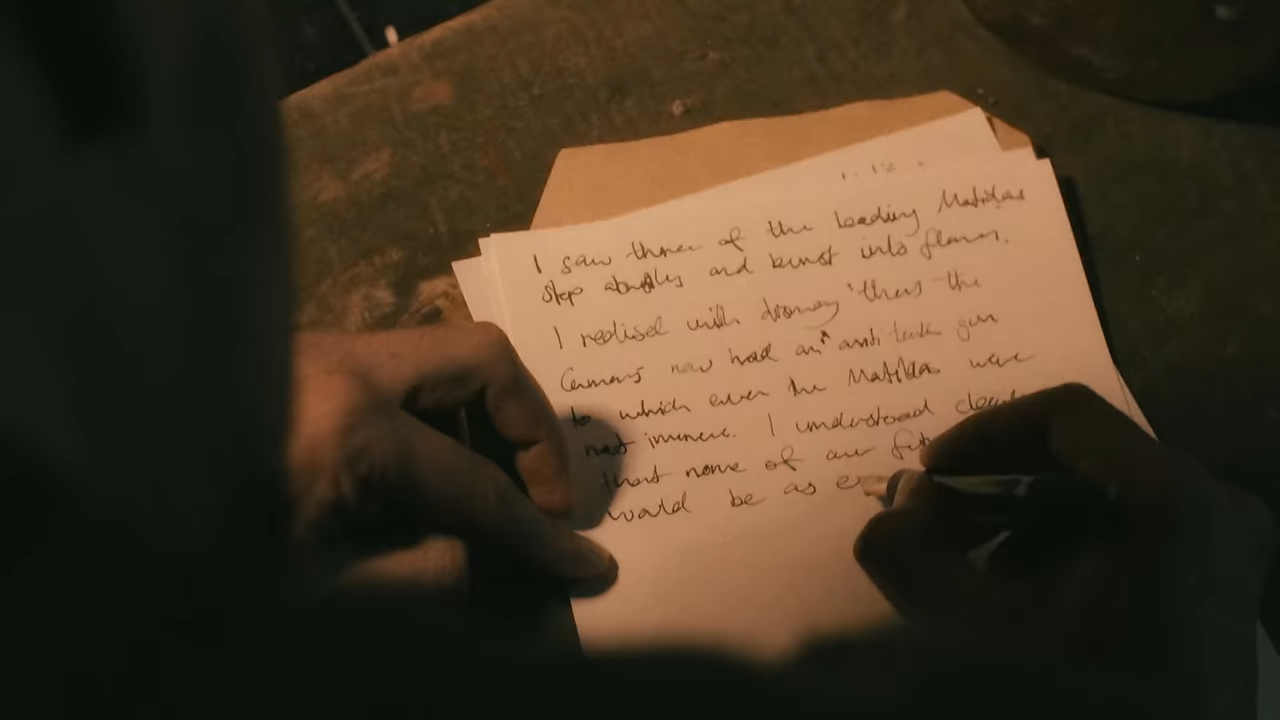 I saw three of the leading Matildas
stop abruptly and burst into flames.
I realised with dismay that the
Germans now had an anti tank gun
to which even the Matildas were
not immune. I understood clearly
that none of our
would be as